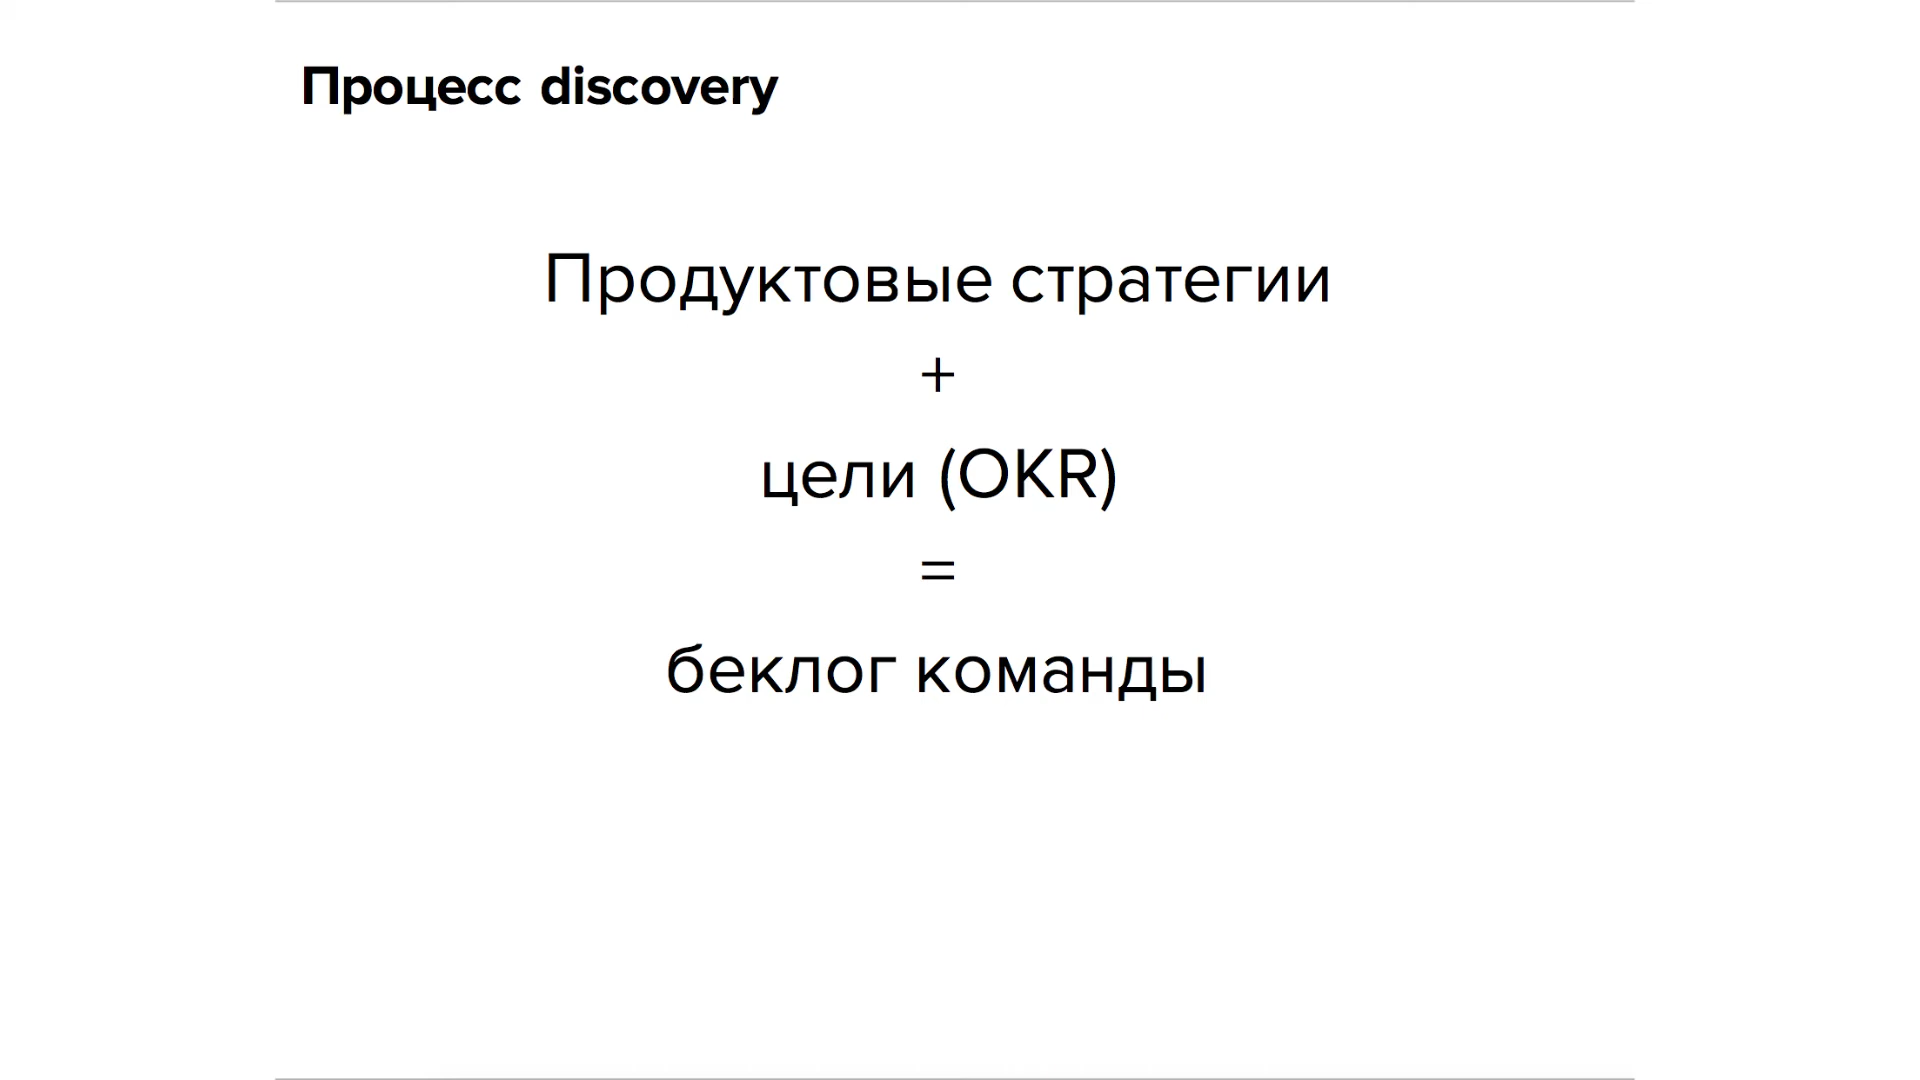 Процесс discovery
Продуктовые стратегии
+
цели (OKR)
=
беклог команды